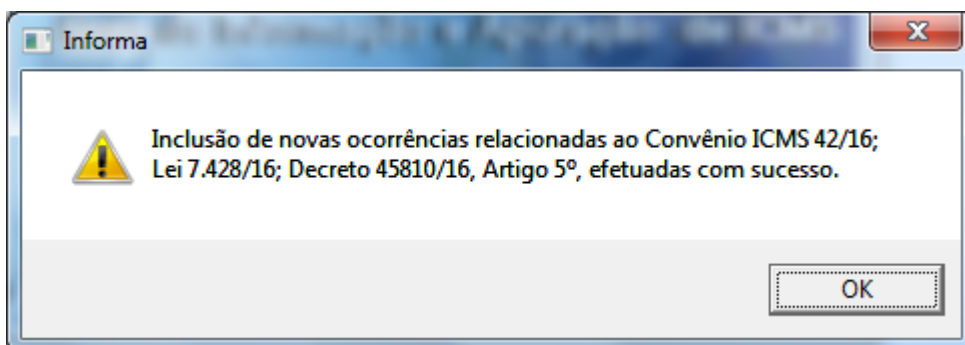 Informa
Inclusão de novas ocorrências relacionadas ao Convênio ICMS 42/16;
Lei 7.428/16; Decreto 45810/16, Artigo 5º, efetuadas com sucesso.
OK